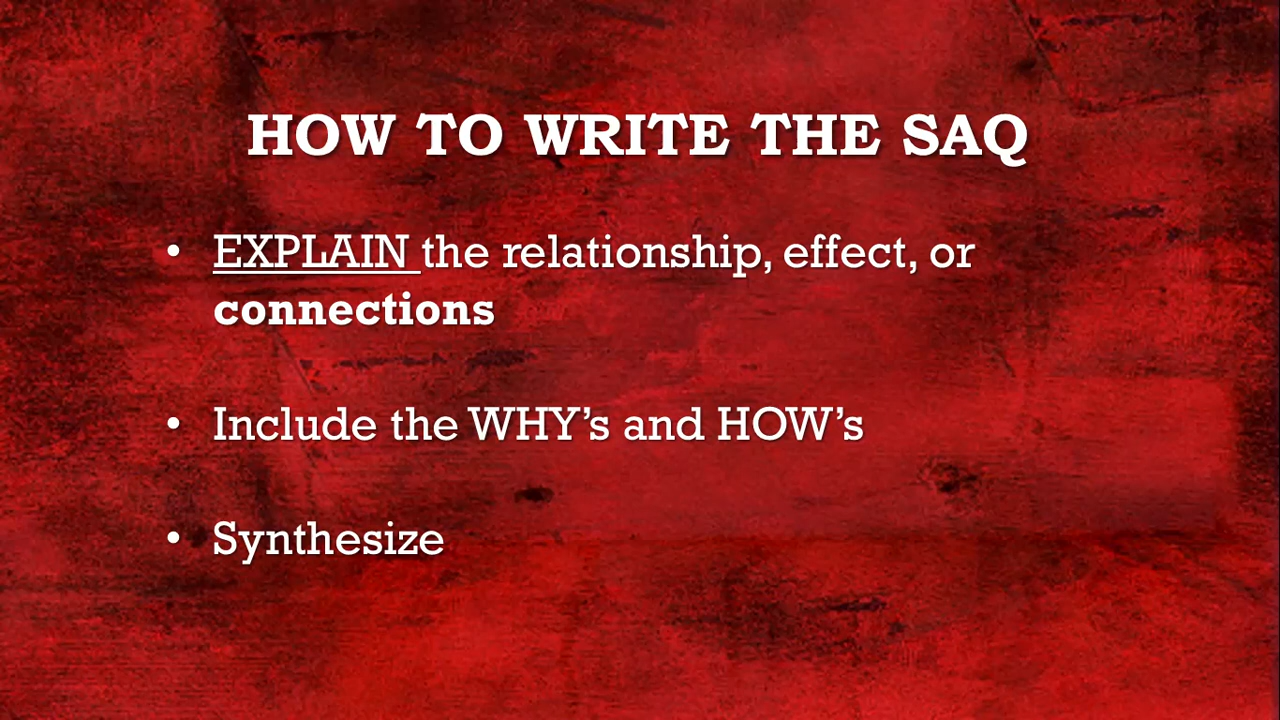 HOW TO WRITE THE SAQ
• EXPLAIN the relationship, effect, or
connections
• Include the WHY’s and HOW’s
• Synthesize